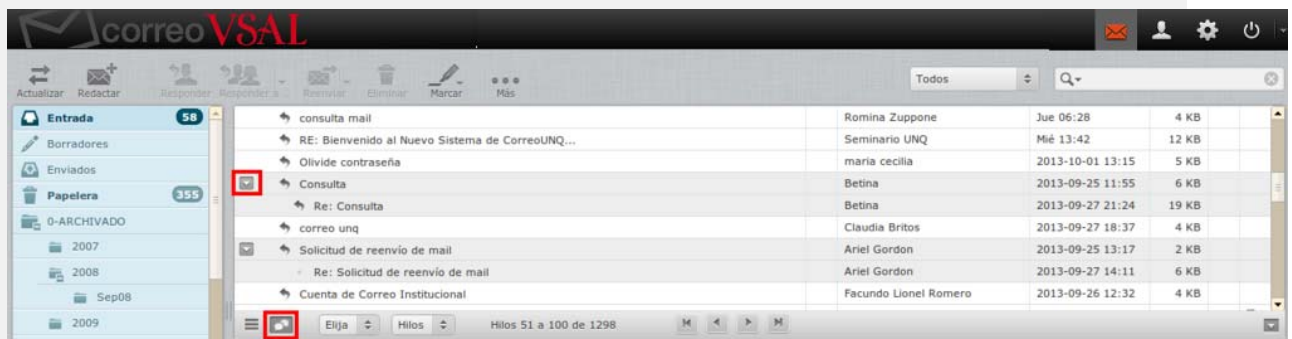 correo VSAL
Actualizar Redactar Responder Responder a Reenviar Eliminar Marcar Más
Todos
Entrada 58
Borradores
Enviados
Papelera 355
0-ARCHIVADO
2007
2008
Sep08
2009
consulta mail Romina Zuppone Jue 06:28 4 KB
RE: Bienvenido al Nuevo Sistema de CorreoUNQ... Seminario UNQ Mié 13:42 12 KB
Olivide contraseña maria cecilia 2013-10-01 13:15 5 KB
Consulta Betina 2013-09-25 11:55 6 KB
Re: Consulta Betina 2013-09-27 21:24 19 KB
correo unq Claudia Britos 2013-09-27 18:37 4 KB
Solicitud de reenvío de mail Ariel Gordon 2013-09-25 13:17 2 KB
Re: Solicitud de reenvío de mail Ariel Gordon 2013-09-27 14:11 6 KB
Cuenta de Correo Institucional Facundo Lionel Romero 2013-09-26 12:32 4 KB
Elija Hilos Hilos 51 a 100 de 1298